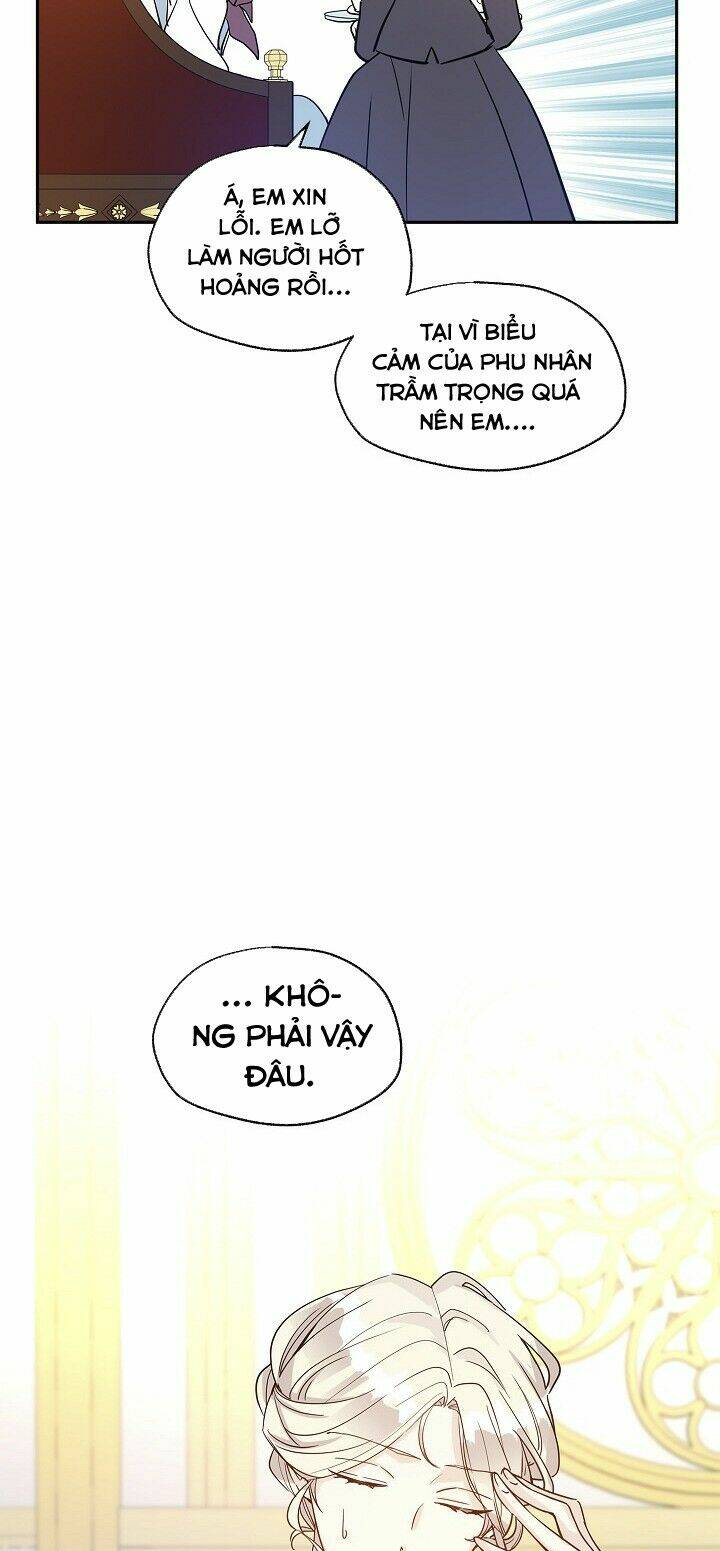 Á, EM XIN
LỖI. EM LỠ
LÀM NGƯỜI HỐT
HOẢNG RỒI...
TẠI VÌ BIỂU
CẢM CỦA PHU NHÂN
TRẦM TRỌNG QUÁ
NÊN EM....
... KHÔ-
NG PHẢI VẬY
ĐÂU.